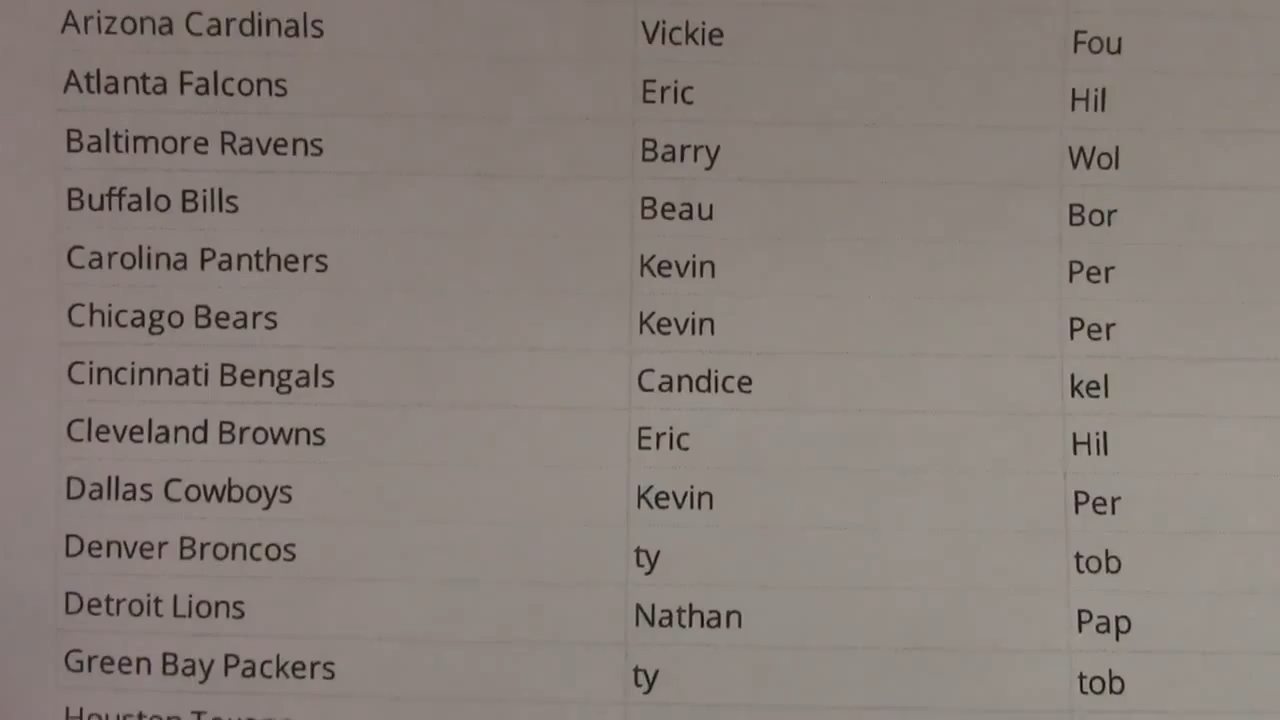 Arizona Cardinals Vickie Fou
Atlanta Falcons Eric Hil
Baltimore Ravens Barry Wol
Buffalo Bills Beau Bor
Carolina Panthers Kevin Per
Chicago Bears Kevin Per
Cincinnati Bengals Candice kel
Cleveland Browns Eric Hil
Dallas Cowboys Kevin Per
Denver Broncos ty tob
Detroit Lions Nathan Pap
Green Bay Packers ty tob
Houston